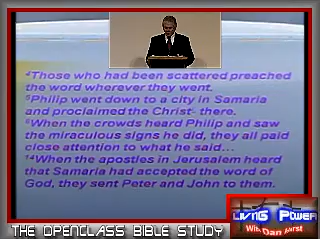 4Those who had been scattered preached
the word wherever they went.
5Philip went down to a city in Samaria
and proclaimed the Christ- there.
6When the crowds heard Philip and saw
the miraculous signs he did, they all paid
close attention to what he said...
14When the apostles in Jerusalem heard
that Samaria had accepted the word of
God, they sent Peter and John to them.
THE OPENCLASS BIBLE STUDY
LIVING POWER
With Dan